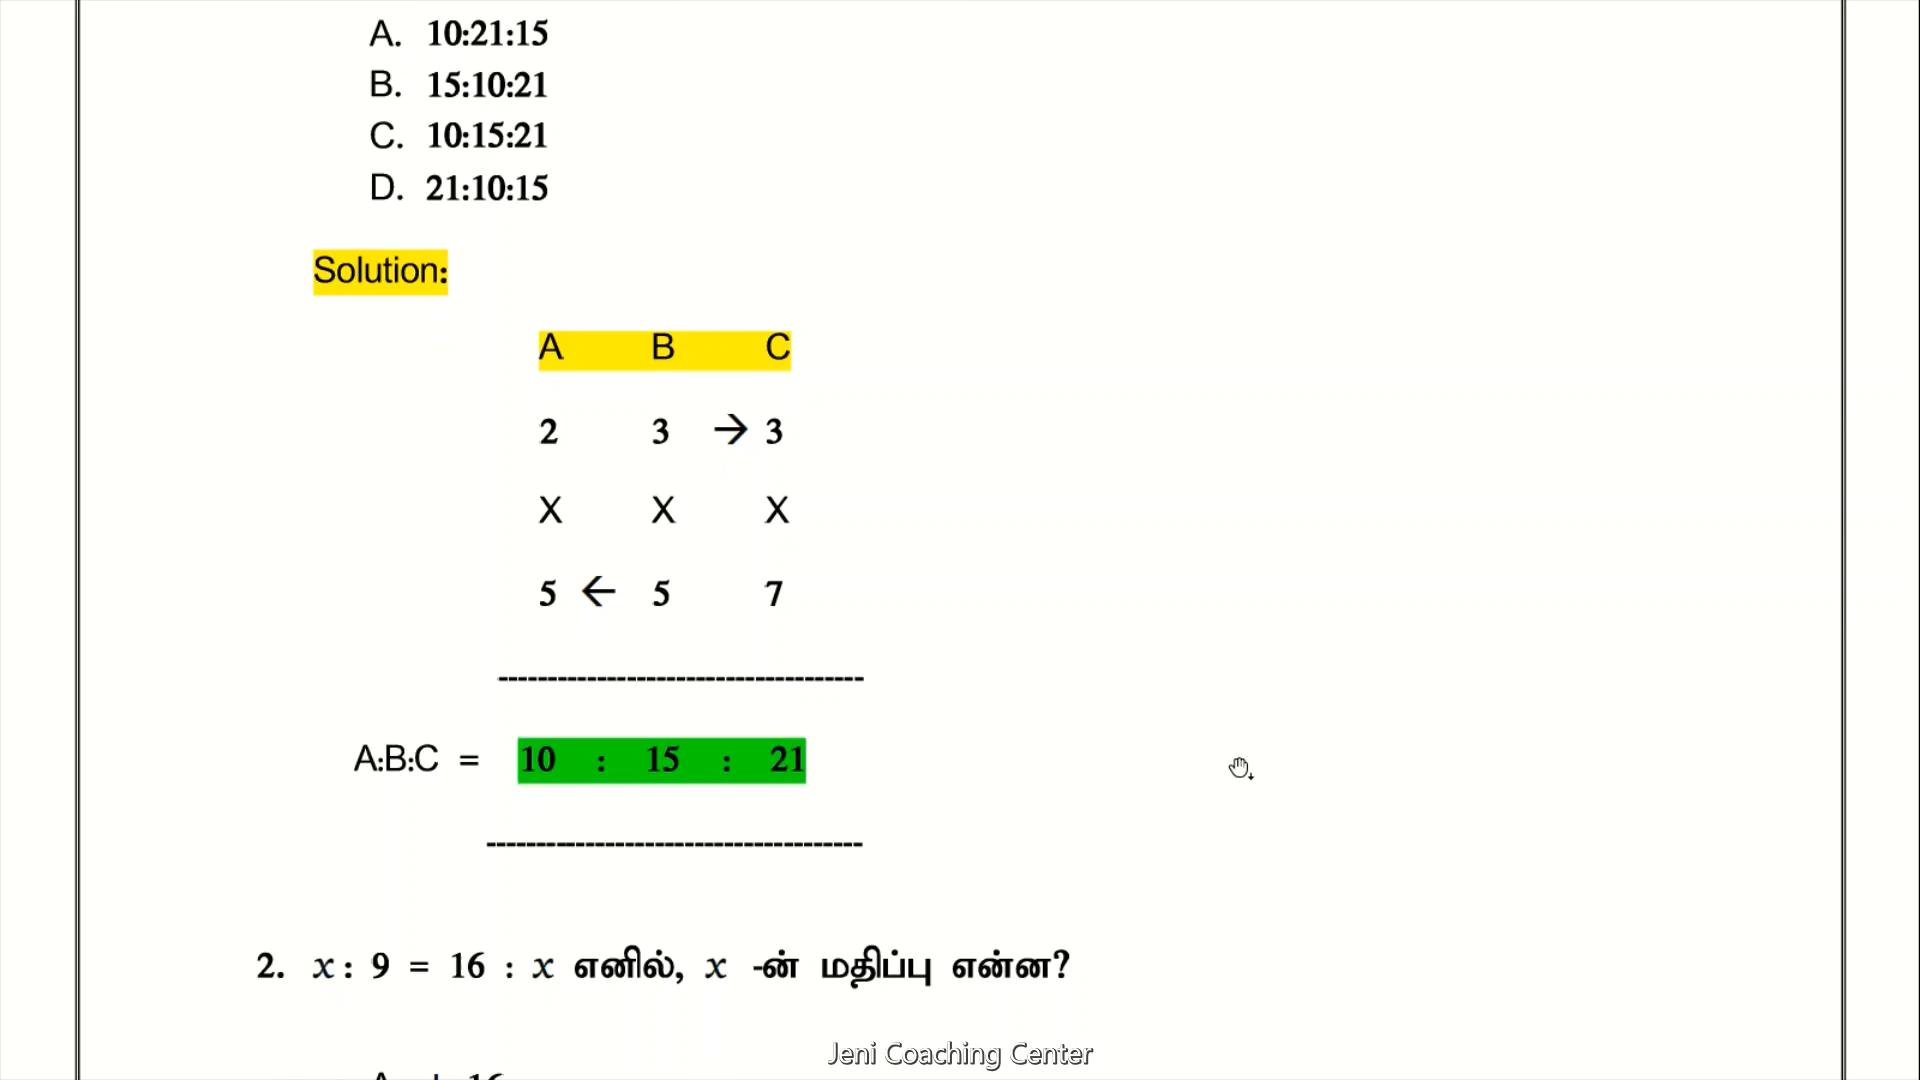 A. 10:21:15
B. 15:10:21
C. 10:15:21
D. 21:10:15
Solution:
A B C
2 3 → 3
X X X
5 ← 5 7
-------------------------------------
A:B:C = 10 : 15 : 21
--------------------------------------
2. x : 9 = 16 : x எனில், x -ன் மதிப்பு என்ன?
Jeni Coaching Center